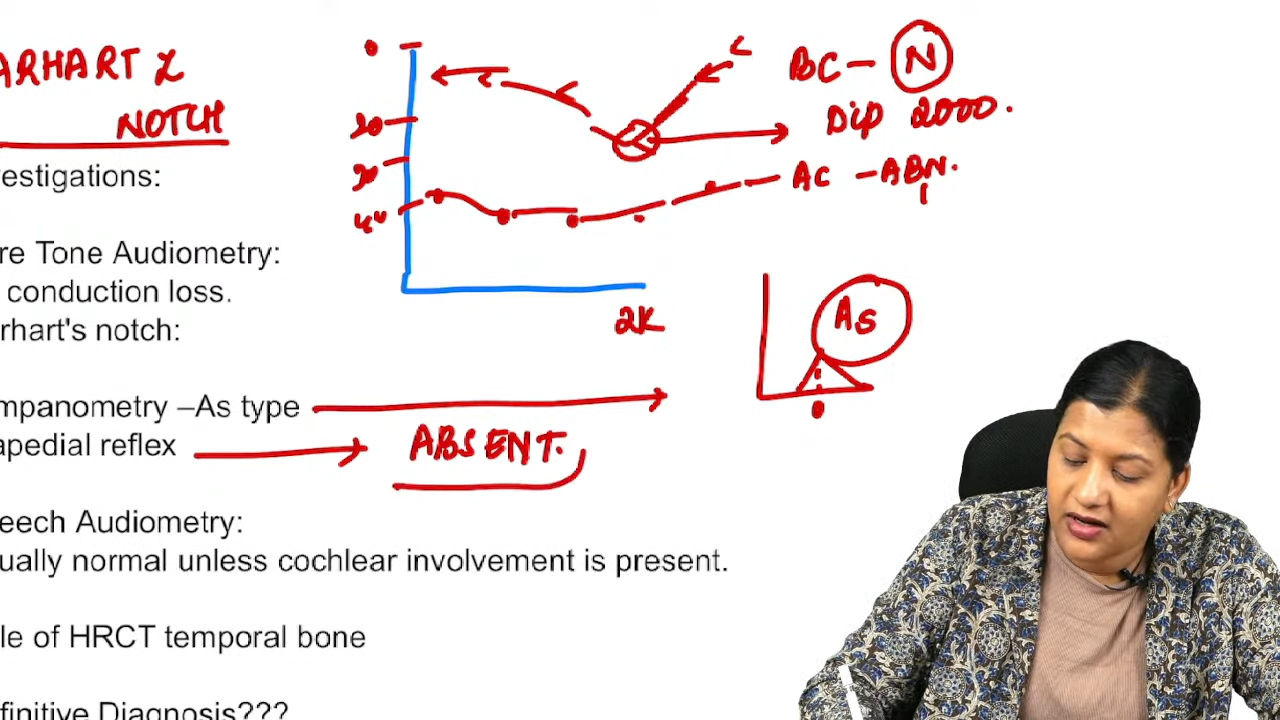 ARHART'Z
NOTCH
estigations:
re Tone Audiometry:
conduction loss.
rhart's notch:
mpanometry –As type
apedial reflex
ABSENT.
eech Audiometry:
ually normal unless cochlear involvement is present.
le of HRCT temporal bone
finitive Diagnosis???
0
20
30
40
2K
BC – N
Dip 2000.
AC – ABN.
As
0